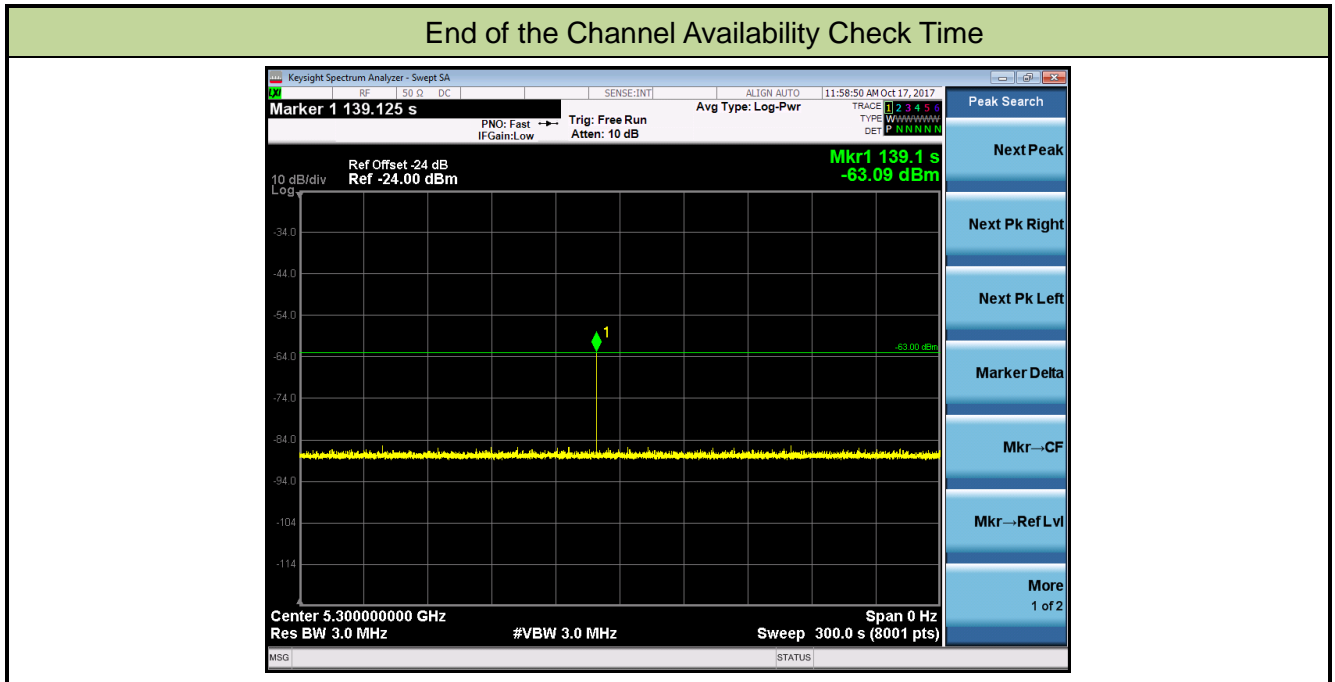 End of the Channel Availability Check Time
Keysight Spectrum Analyzer - Swept SA
LXI RF 50 Ω DC SENSE:INT ALIGN AUTO 11:58:50 AM Oct 17, 2017
Marker 1 139.125 s
PNO: Fast
IFGain:Low
Trig: Free Run
Atten: 10 dB
Avg Type: Log-Pwr
TRACE 1 2 3 4 5 6
TYPE WWWWWW
DET P N N N N N
Ref Offset -24 dB
10 dB/div Ref -24.00 dBm
Log
Mkr1 139.1 s
-63.09 dBm
-34.0
-44.0
-54.0
1
-63.00 dBm
-64.0
-74.0
-84.0
-94.0
-104
-114
Center 5.300000000 GHz Span 0 Hz
Res BW 3.0 MHz #VBW 3.0 MHz Sweep 300.0 s (8001 pts)
MSG STATUS
Peak Search
Next Peak
Next Pk Right
Next Pk Left
Marker Delta
Mkr→CF
Mkr→Ref Lvl
More
1 of 2